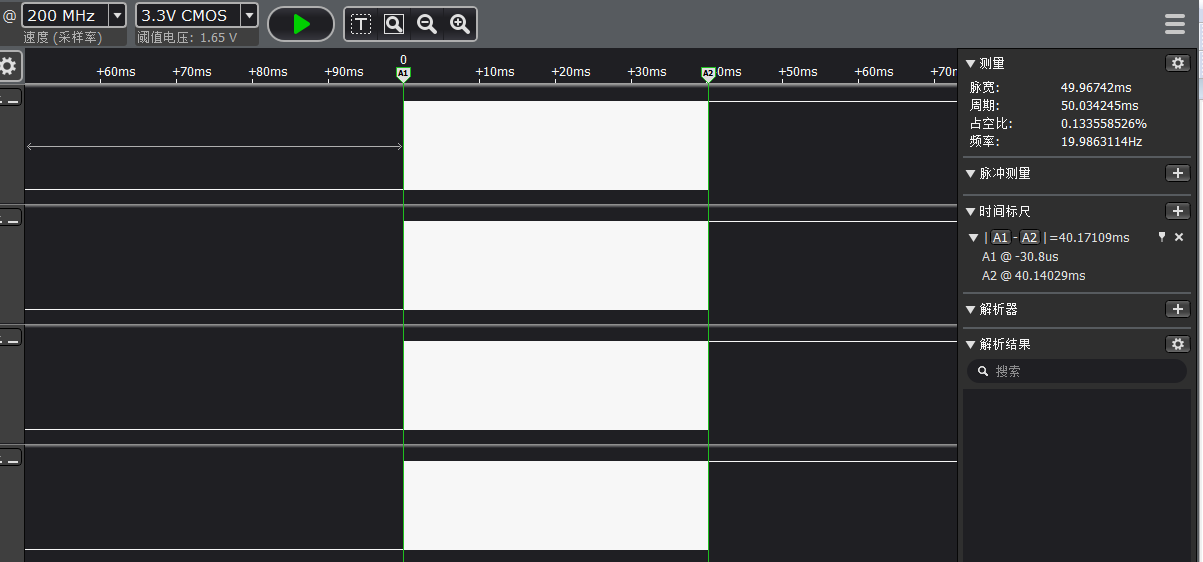 @ 200 MHz 3.3V CMOS
速度 (采样率) 阈值电压: 1.65 V
T
0
+60ms +70ms +80ms +90ms A1 +10ms +20ms +30ms A2 0ms +50ms +60ms +70r
测量
脉宽: 49.96742ms
周期: 50.034245ms
占空比: 0.133558526%
频率: 19.9863114Hz
脉冲测量
时间标尺
| A1 - A2 | =40.17109ms
A1 @ -30.8us
A2 @ 40.14029ms
解析器
解析结果
搜索